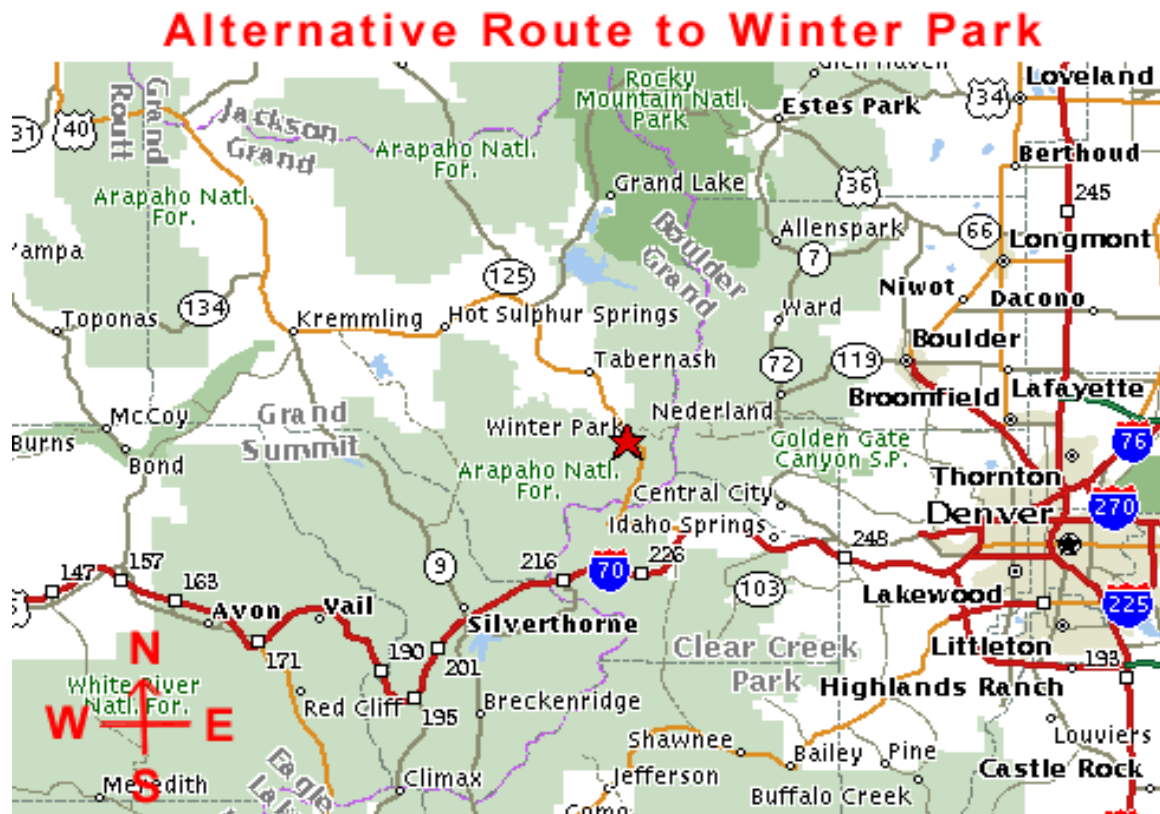 Alternative Route to Winter Park
Rocky
Mountain Natl.
Park
Glen Haven
Loveland
34
Estes Park
31
40
Grand
Routt
Jackson
Grand
Arapaho Natl.
For.
Berthoud
Arapaho Natl.
For.
Grand Lake
36
245
Allenspark
66
Longmont
Boulder
Grand
7
125
134
Niwot
Dacono
Toponas
Kremmling
Hot Sulphur Springs
Ward
Boulder
Tabernash
72
119
Lafayette
Broomfield
McCoy
Grand
Summit
Nederland
Winter Park
Burns
Bond
Golden Gate
Canyon S.P.
76
Arapaho Natl.
For.
Thornton
Central City
Denver
270
Idaho Springs
248
157
147
163
9
216
70
226
103
Lakewood
225
Avon
Vail
Silverthorne
Littleton
193
N
171
190
201
Clear Creek
Park
White River
Natl. For.
W
E
Red Cliff
195
Breckenridge
Highlands Ranch
Louviers
Shawnee
Bailey
Pine
S
Meredith
Eagle
Climax
Jefferson
Castle Rock
Buffalo Creek
Como